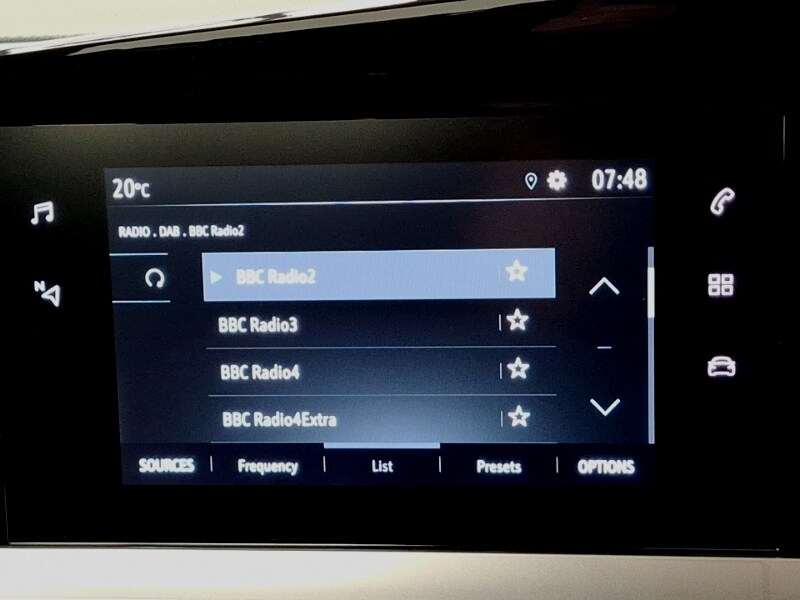 20°C 07:48
RADIO . DAB . BBC Radio2
N
BBC Radio2
BBC Radio3
BBC Radio4
BBC Radio4Extra
SOURCES Frequency List Presets OPTIONS